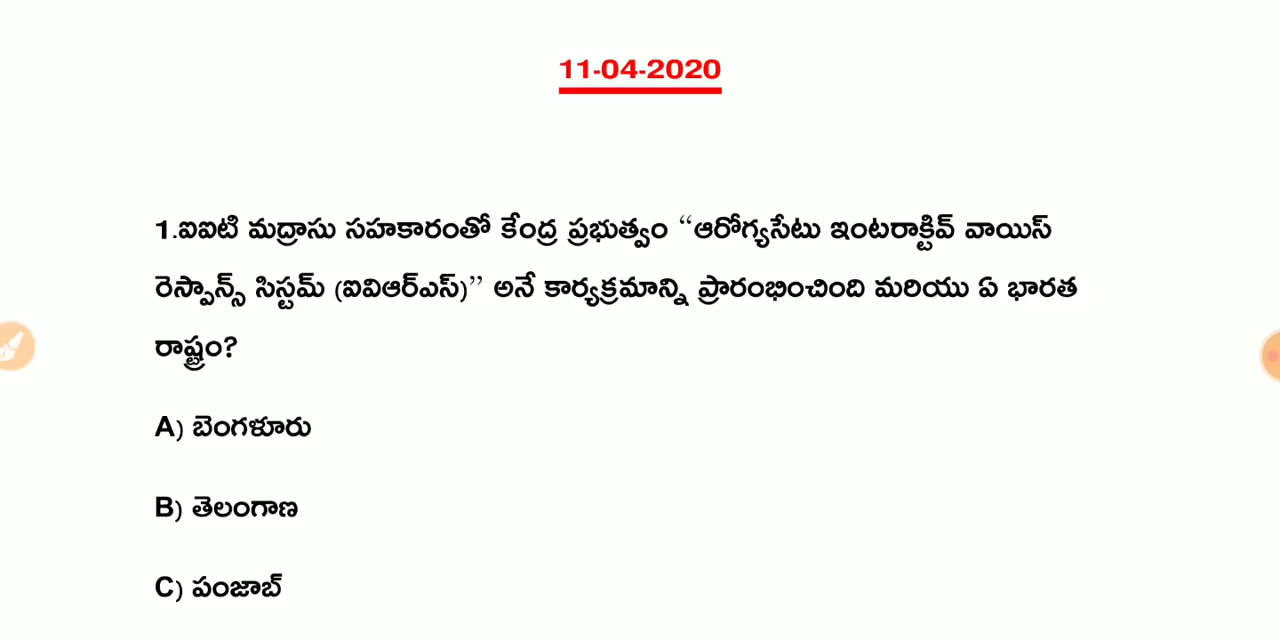 11-04-2020
1.ఐఐటి మద్రాసు సహకారంతో కేంద్ర ప్రభుత్వం “ఆరోగ్యసేటు ఇంటరాక్టివ్ వాయిస్
రెస్పాన్స్ సిస్టమ్ (ఐవిఆర్ఎస్)” అనే కార్యక్రమాన్ని ప్రారంభించింది మరియు ఏ భారత
రాష్ట్రం?
A) బెంగళూరు
B) తెలంగాణ
C) పంజాబ్